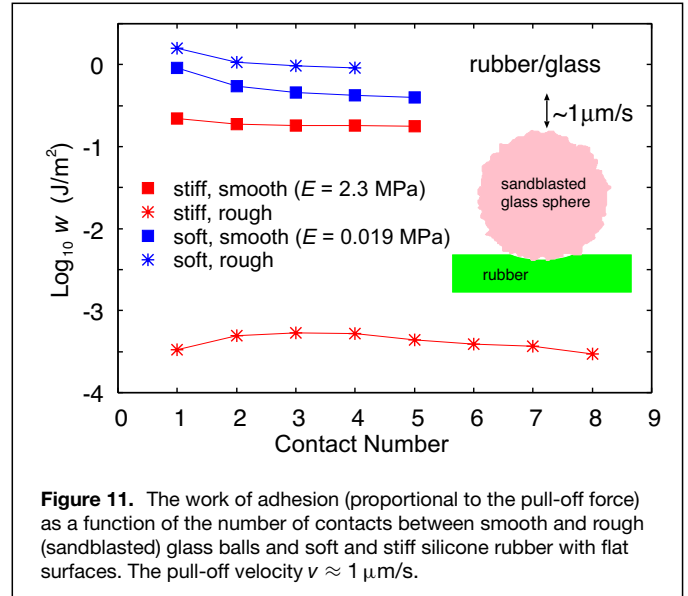 0
-1
-2
-3
-4
Log10 w (J/m²)
rubber/glass
~1μm/s
sandblasted
glass sphere
rubber
stiff, smooth (E = 2.3 MPa)
stiff, rough
soft, smooth (E = 0.019 MPa)
soft, rough
0 1 2 3 4 5 6 7 8 9
Contact Number
Figure 11. The work of adhesion (proportional to the pull-off force)
as a function of the number of contacts between smooth and rough
(sandblasted) glass balls and soft and stiff silicone rubber with flat
surfaces. The pull-off velocity v ≈ 1 μm/s.